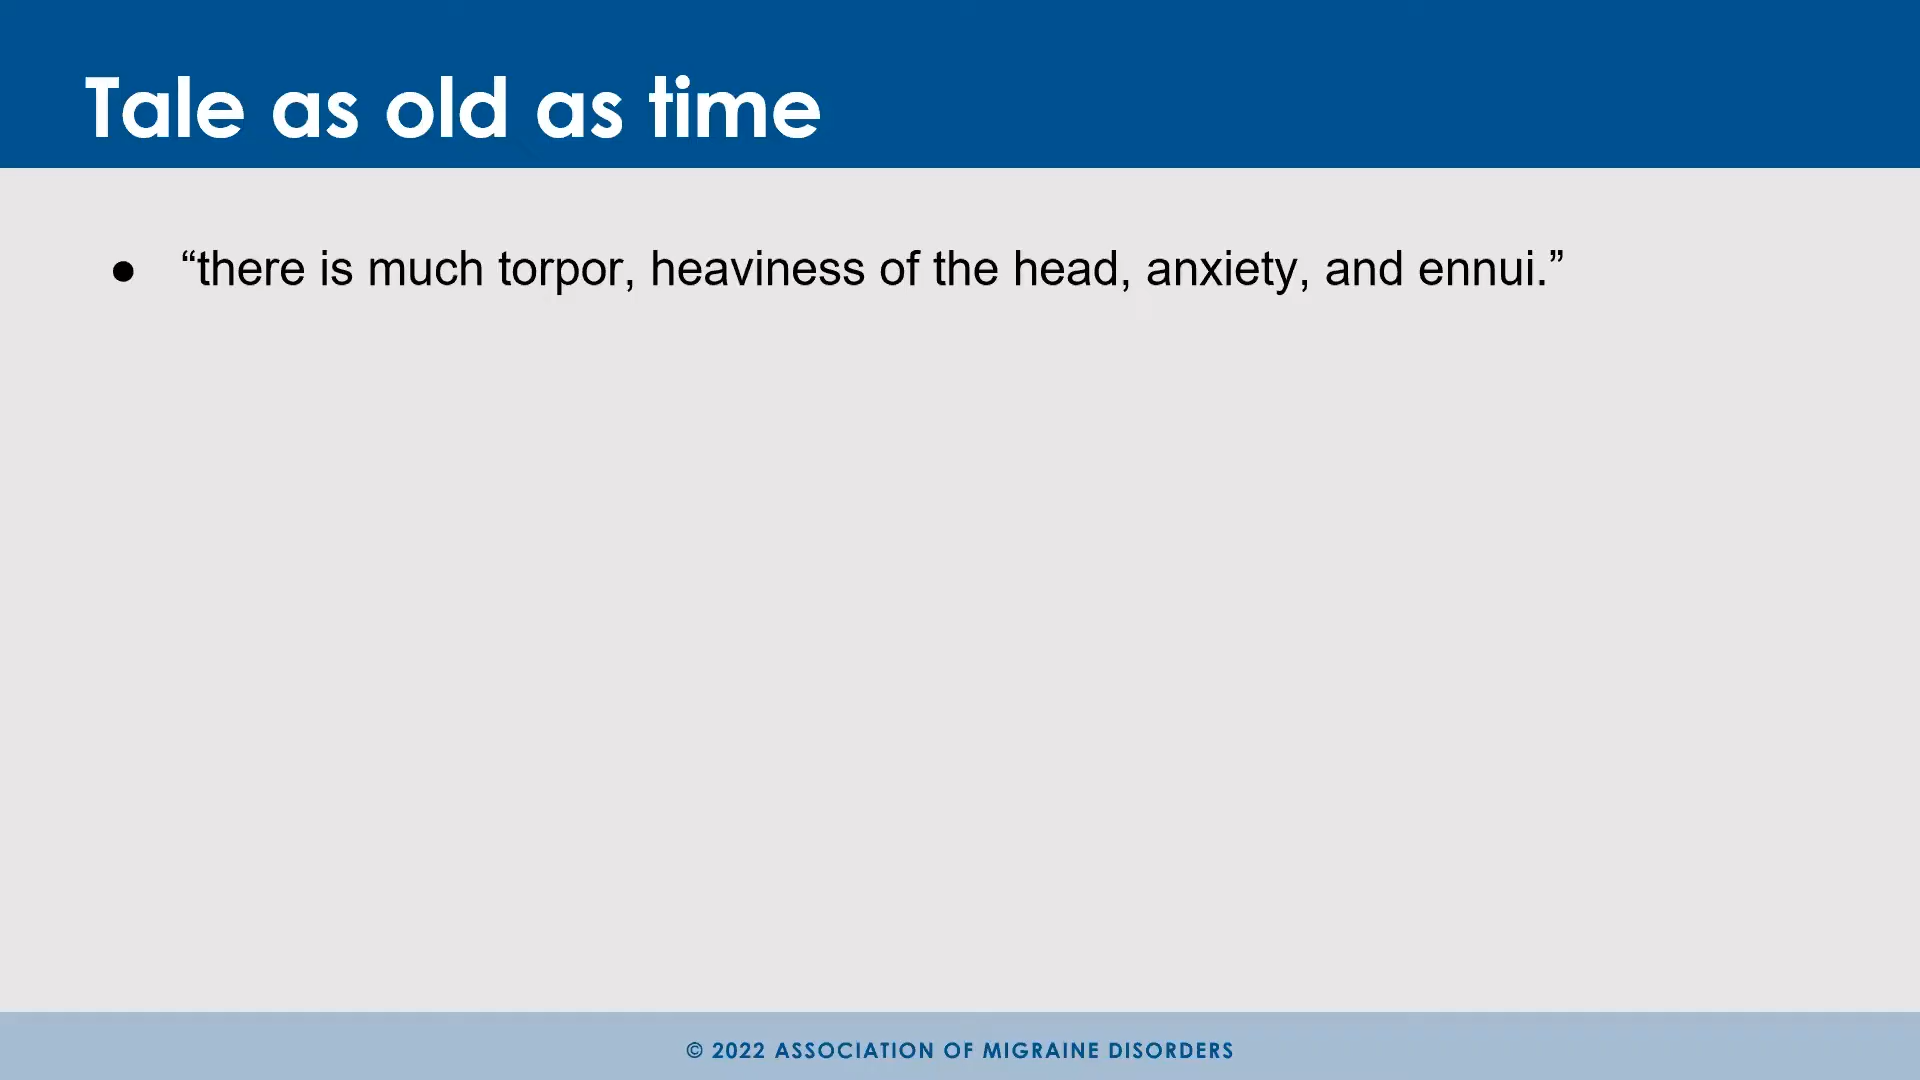 Tale as old as time
● “there is much torpor, heaviness of the head, anxiety, and ennui.”
© 2022 ASSOCIATION OF MIGRAINE DISORDERS